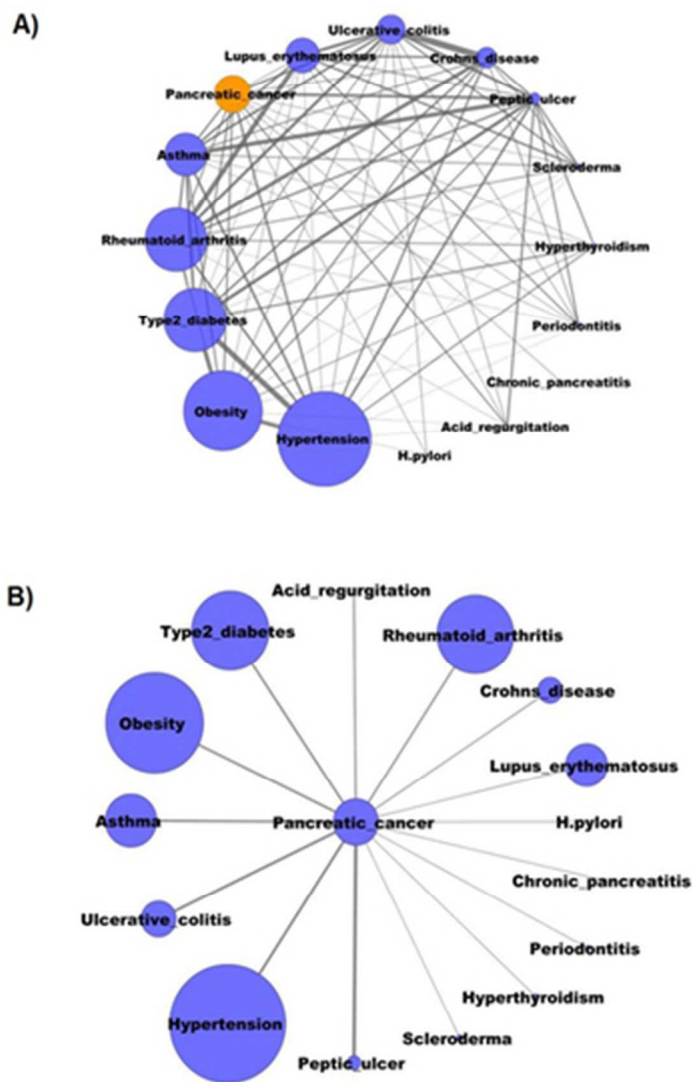 A)
Ulcerative_colitis
Lupus_erythematosus
Crohns_disease
Pancreatic_cancer
Peptic_ulcer
Asthma
Scleroderma
Rheumatoid_arthritis
Hyperthyroidism
Type2_diabetes
Periodontitis
Chronic_pancreatitis
Obesity
Acid_regurgitation
Hypertension
H.pylori
B)
Acid_regurgitation
Type2_diabetes
Rheumatoid_arthritis
Crohns_disease
Obesity
Lupus_erythematosus
Asthma
Pancreatic_cancer
H.pylori
Chronic_pancreatitis
Ulcerative_colitis
Periodontitis
Hyperthyroidism
Hypertension
Scleroderma
Peptic_ulcer